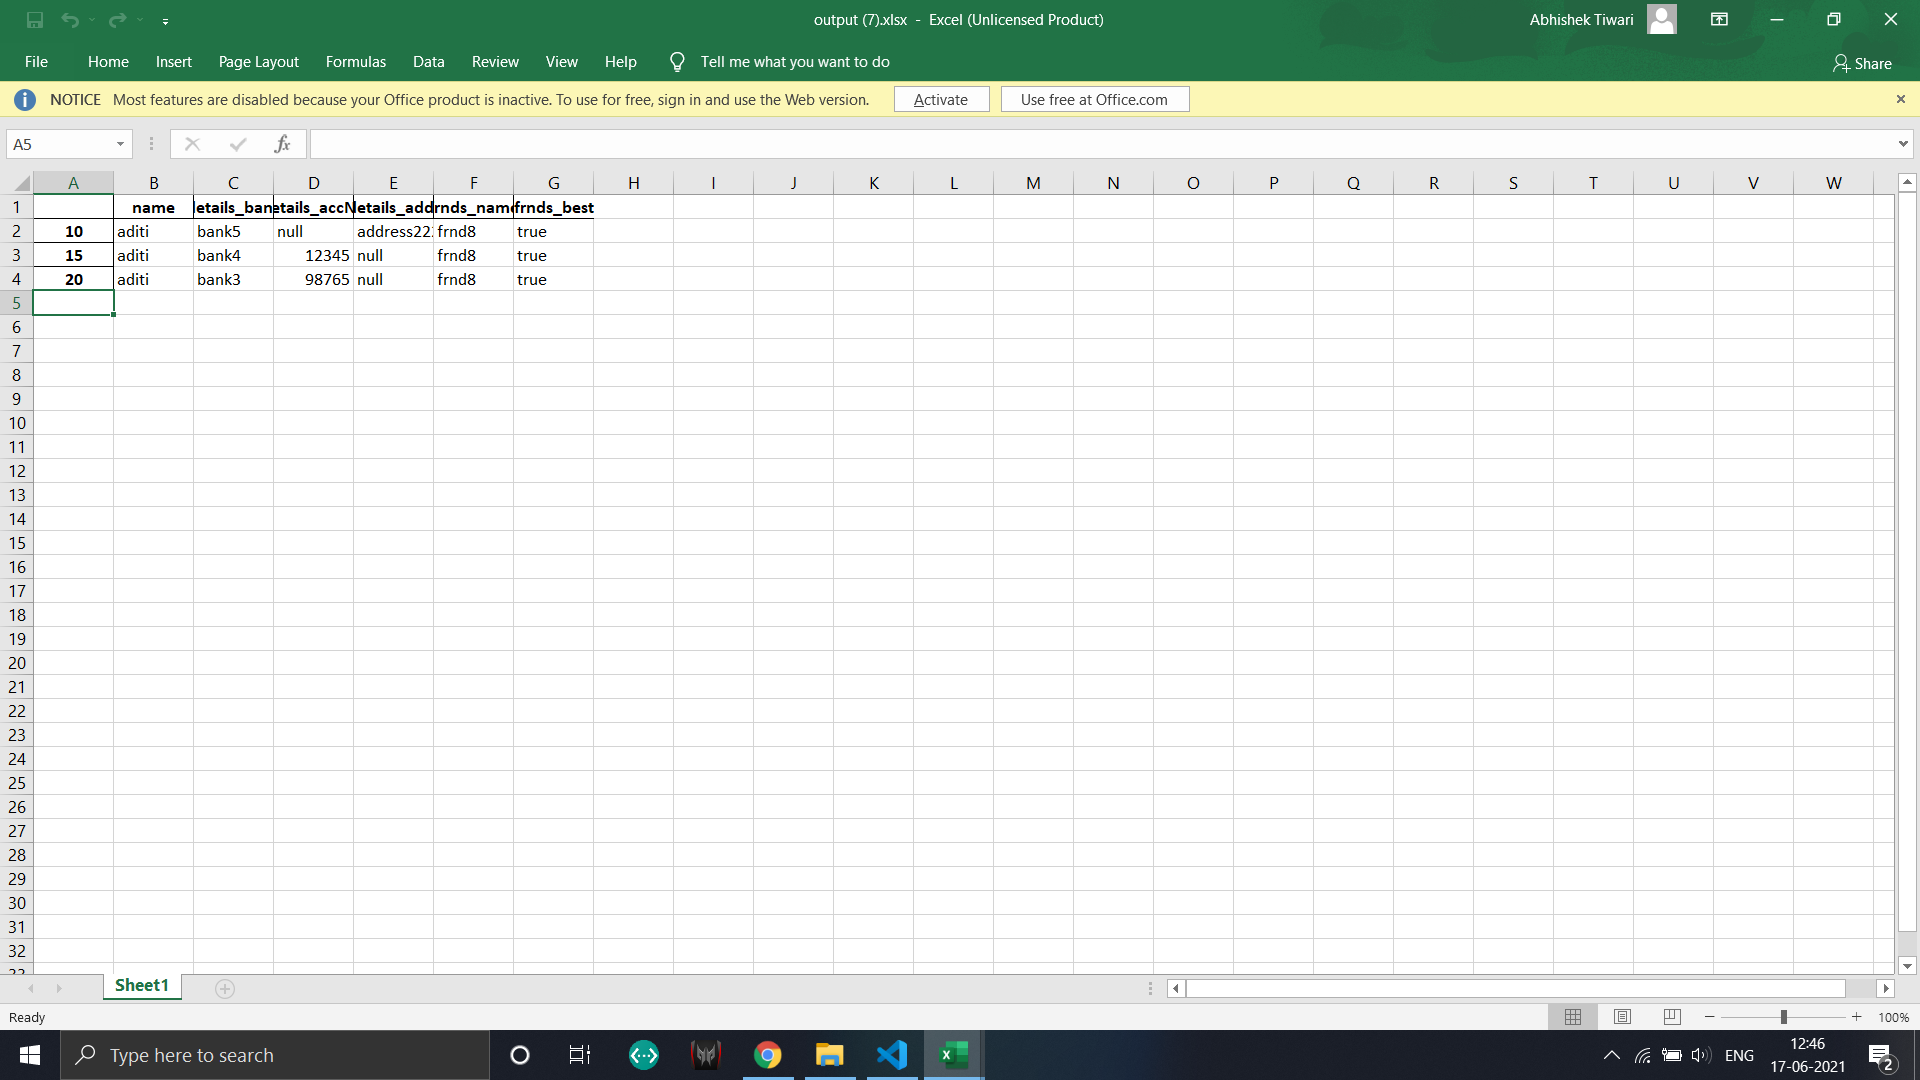 output (7).xlsx - Excel (Unlicensed Product)
Abhishek Tiwari
File Home Insert Page Layout Formulas Data Review View Help Tell me what you want to do
Share
NOTICE Most features are disabled because your Office product is inactive. To use for free, sign in and use the Web version. Activate Use free at Office.com
A5
fx
A B C D E F G H I J K L M N O P Q R S T U V W
1 name letails_ban etails_accN letails_add rnds_name frnds_best
2 10 aditi bank5 null address22 frnd8 true
3 15 aditi bank4 12345 null frnd8 true
4 20 aditi bank3 98765 null frnd8 true
5
6
7
8
9
10
11
12
13
14
15
16
17
18
19
20
21
22
23
24
25
26
27
28
29
30
31
32
33
Sheet1
Ready
100%
Type here to search
ENG
12:46
17-06-2021
2